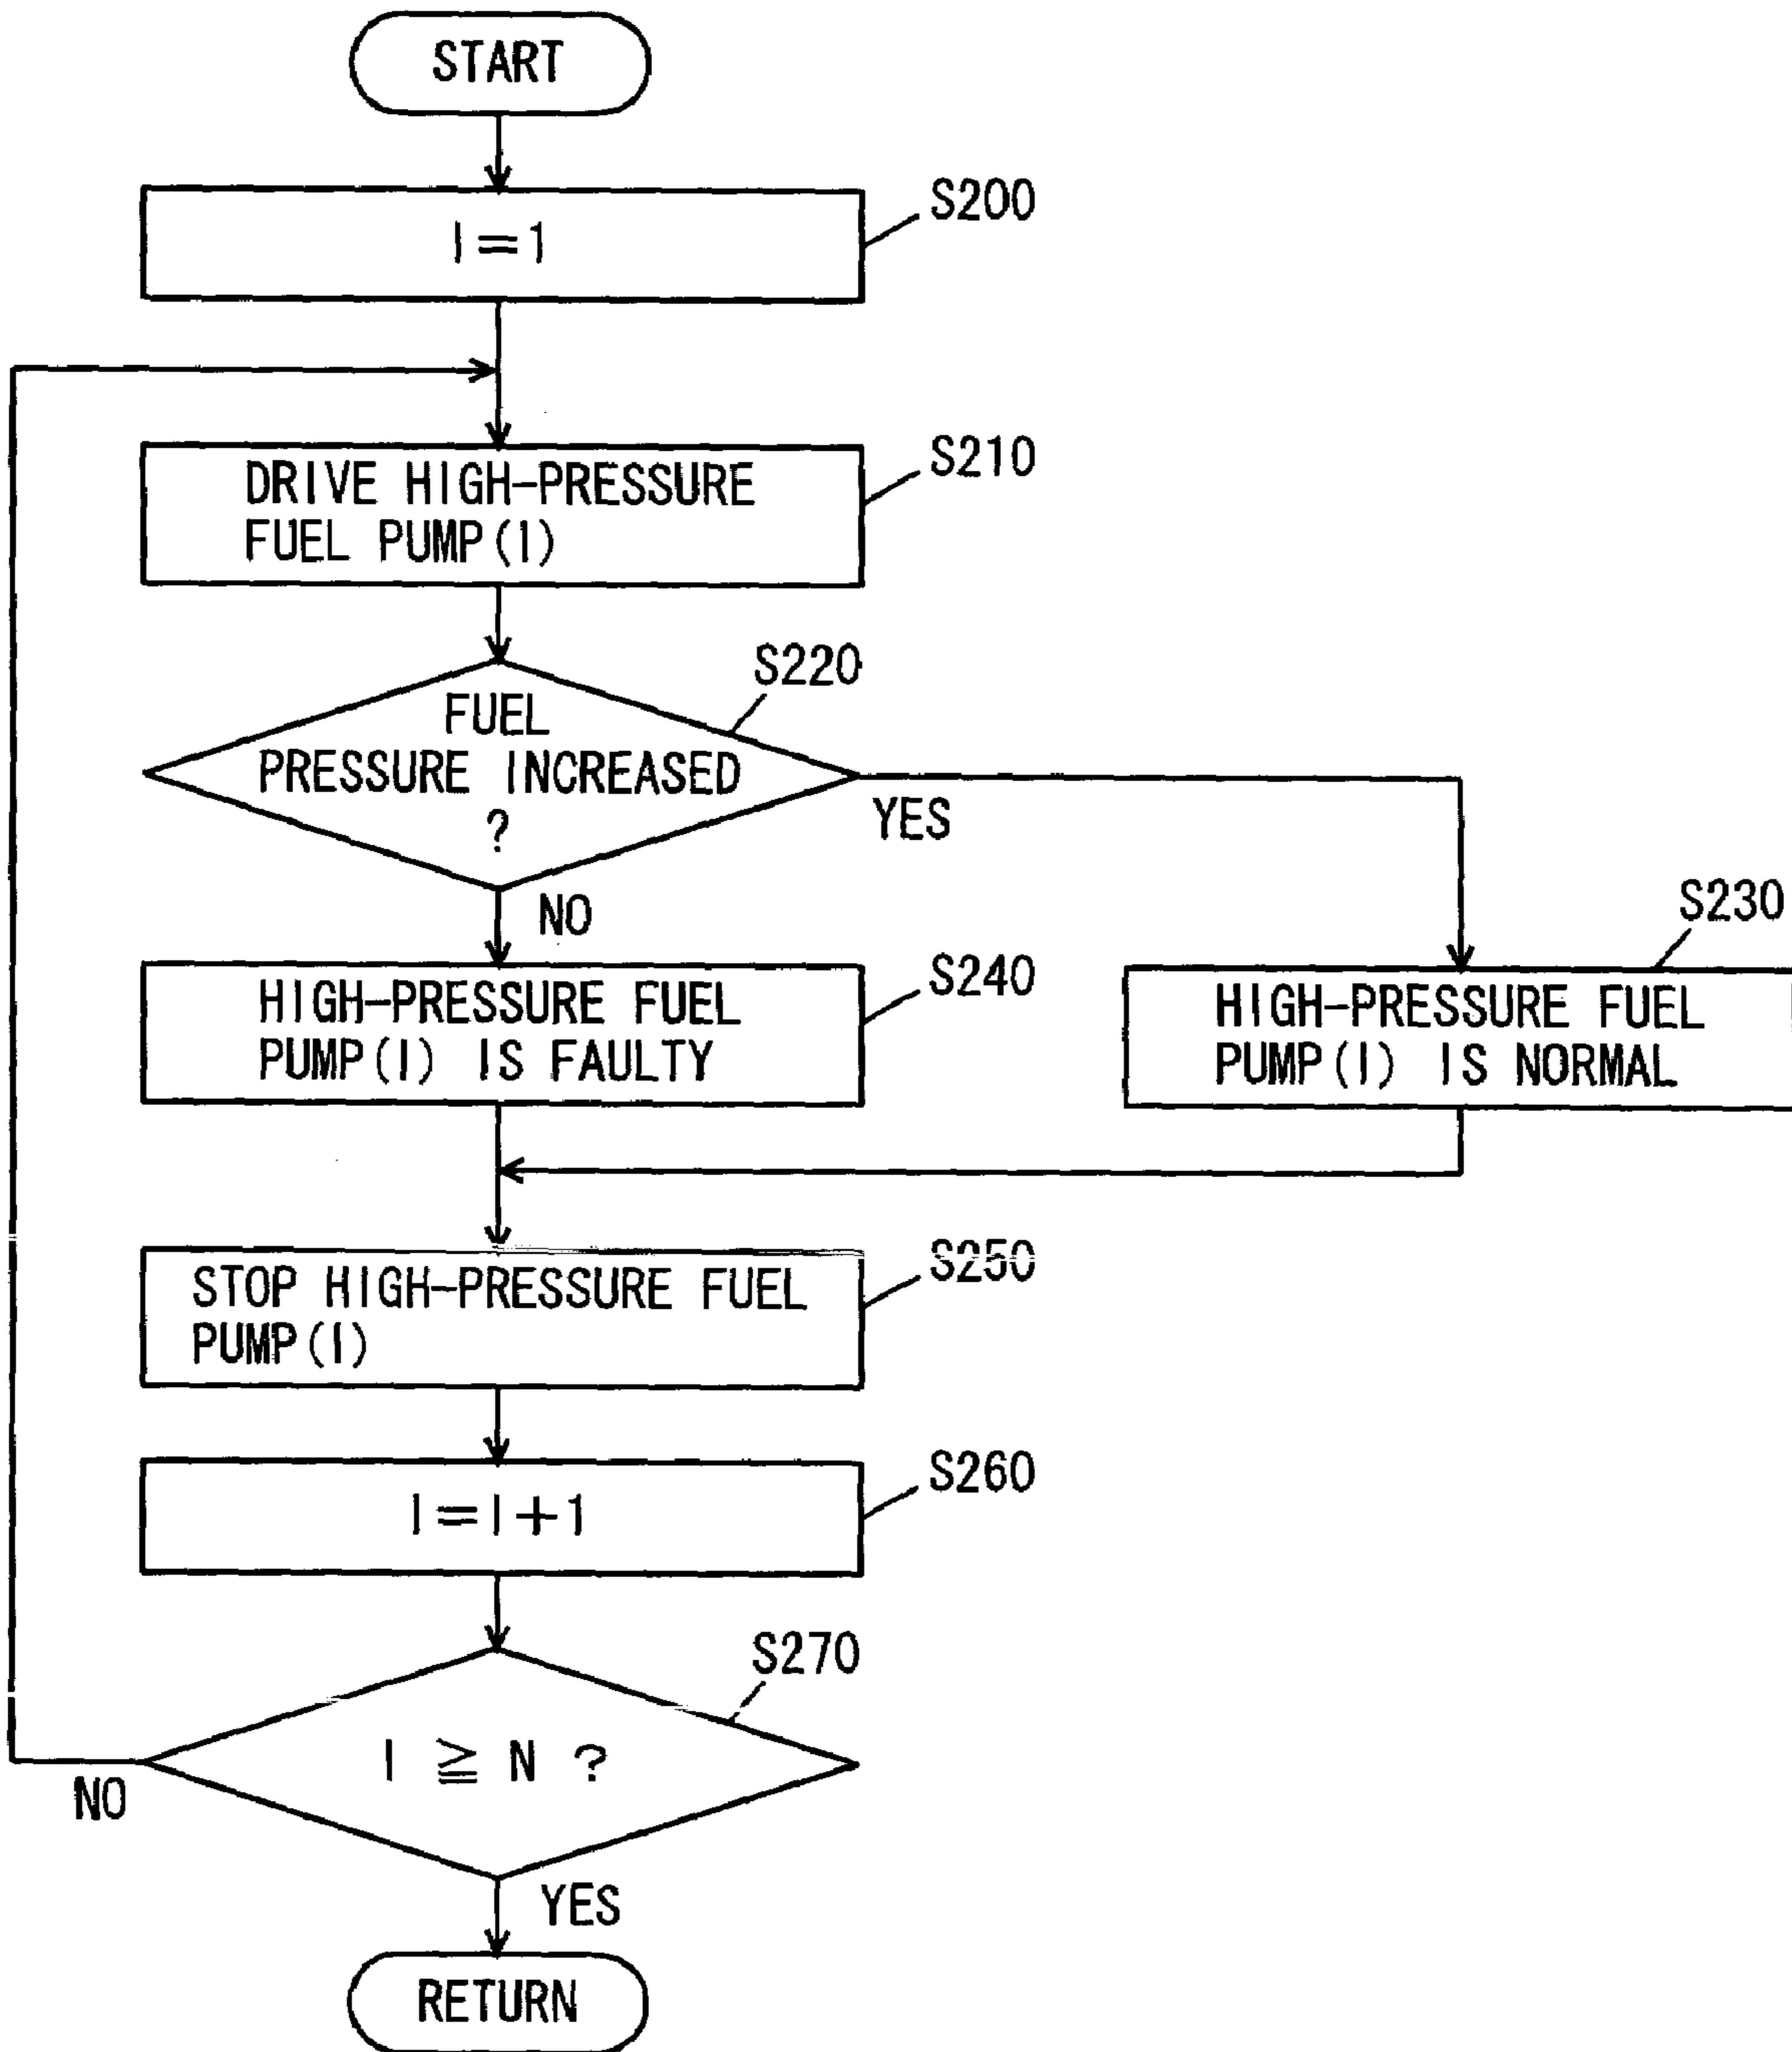 START
S200
I=1
S210
DRIVE HIGH-PRESSURE
FUEL PUMP(I)
S220
FUEL
PRESSURE INCREASED
?
YES
NO
S230
S240
HIGH-PRESSURE FUEL
PUMP(I) IS FAULTY
HIGH-PRESSURE FUEL
PUMP(I) IS NORMAL
S250
STOP HIGH-PRESSURE FUEL
PUMP(I)
S260
I=I+1
S270
I ≧ N ?
NO
YES
RETURN